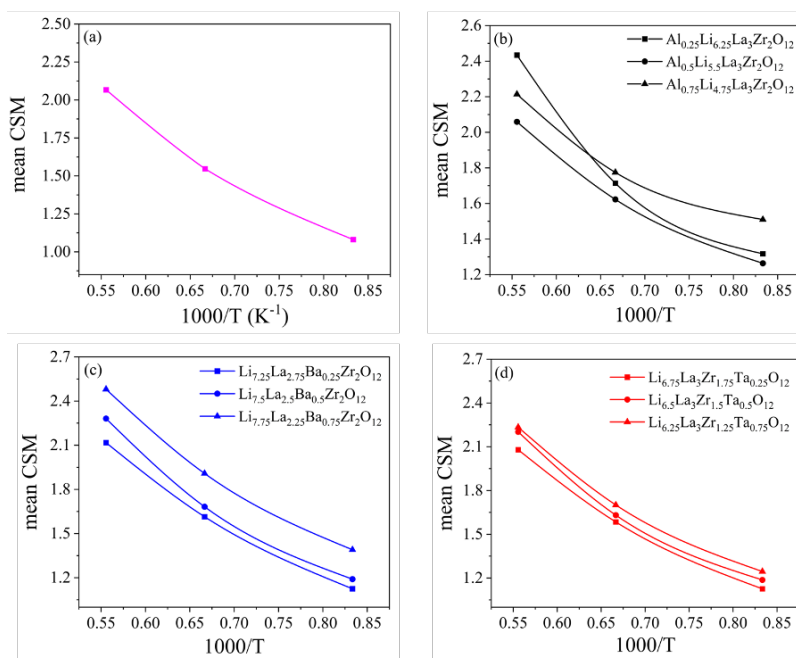 (a)
mean CSM
2.50
2.25
2.00
1.75
1.50
1.25
1.00
0.55 0.60 0.65 0.70 0.75 0.80 0.85
1000/T (K⁻¹)
(b)
Al₀.₂₅Li₆.₂₅La₃Zr₂O₁₂
Al₀.₅Li₅.₅La₃Zr₂O₁₂
Al₀.₇₅Li₄.₇₅La₃Zr₂O₁₂
mean CSM
2.6
2.4
2.2
2.0
1.8
1.6
1.4
1.2
0.55 0.60 0.65 0.70 0.75 0.80 0.85
1000/T
(c)
Li₇.₂₅La₂.₇₅Ba₀.₂₅Zr₂O₁₂
Li₇.₅La₂.₅Ba₀.₅Zr₂O₁₂
Li₇.₇₅La₂.₂₅Ba₀.₇₅Zr₂O₁₂
mean CSM
2.7
2.4
2.1
1.8
1.5
1.2
0.55 0.60 0.65 0.70 0.75 0.80 0.85
1000/T
(d)
Li₆.₇₅La₃Zr₁.₇₅Ta₀.₂₅O₁₂
Li₆.₅La₃Zr₁.₅Ta₀.₅O₁₂
Li₆.₂₅La₃Zr₁.₂₅Ta₀.₇₅O₁₂
mean CSM
2.7
2.4
2.1
1.8
1.5
1.2
0.55 0.60 0.65 0.70 0.75 0.80 0.85
1000/T